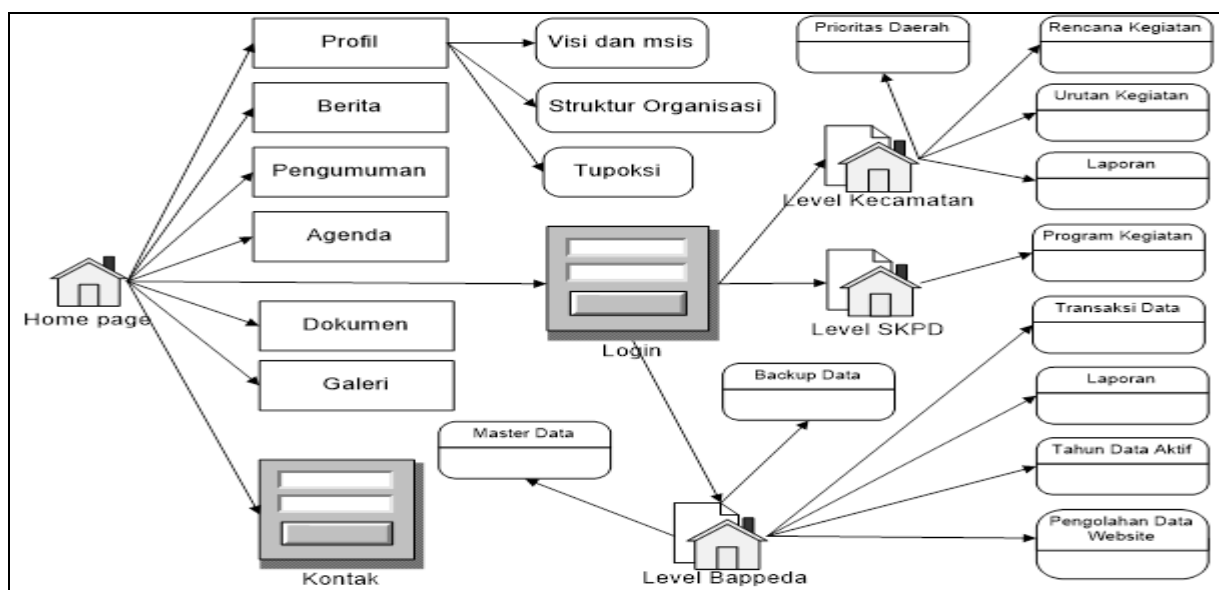 Profil
Visi dan msis
Prioritas Daerah
Rencana Kegiatan
Berita
Struktur Organisasi
Urutan Kegiatan
Pengumuman
Tupoksi
Laporan
Level Kecamatan
Agenda
Program Kegiatan
Home page
Dokumen
Login
Level SKPD
Transaksi Data
Galeri
Backup Data
Laporan
Master Data
Tahun Data Aktif
Pengolahan Data
Website
Kontak
Level Bappeda